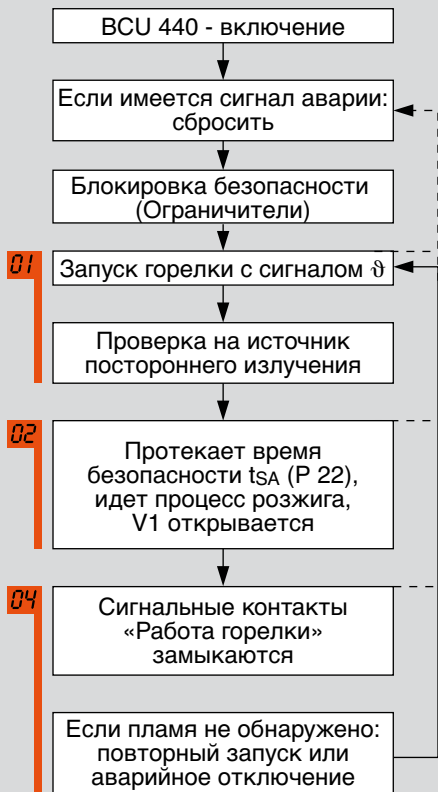 BCU 440 - включение
Если имеется сигнал аварии:
сбросить
Блокировка безопасности
(Ограничители)
01
Запуск горелки с сигналом ϑ
Проверка на источник
постороннего излучения
02
Протекает время
безопасности tSA (P 22),
идет процесс розжига,
V1 открывается
04
Сигнальные контакты
«Работа горелки»
замыкаются
Если пламя не обнаружено:
повторный запуск или
аварийное отключение